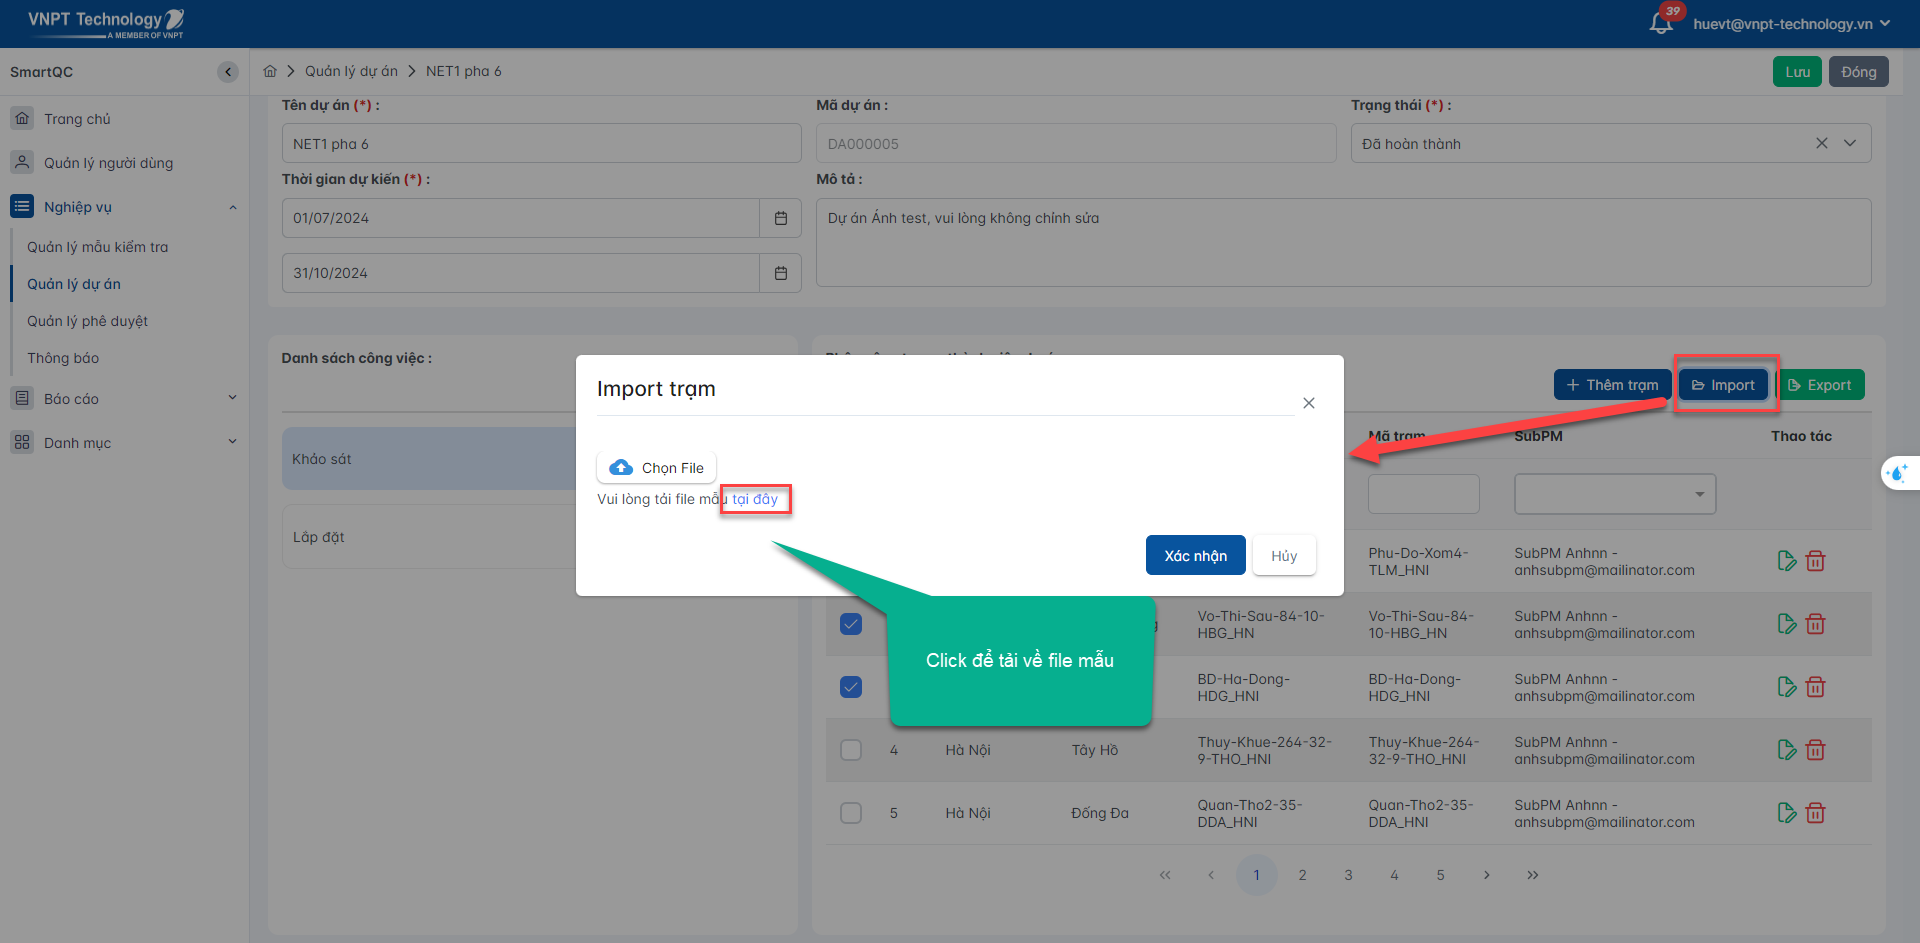 VNPT Technology
A MEMBER OF VNPT
39
huevt@vnpt-technology.vn
SmartQC
Quản lý dự án
NET1 pha 6
Lưu
Đóng
Trang chủ
Quản lý người dùng
Nghiệp vụ
Quản lý mẫu kiểm tra
Quản lý dự án
Quản lý phê duyệt
Thông báo
Báo cáo
Danh mục
Tên dự án (*) :
Mã dự án :
Trạng thái (*) :
NET1 pha 6
DA000005
Đã hoàn thành
Thời gian dự kiến (*) :
Mô tả :
01/07/2024
Dự án Ánh test, vui lòng không chỉnh sửa
31/10/2024
Danh sách công việc :
Khảo sát
Lắp đặt
Thêm trạm
Import
Export
Import trạm
Chọn File
Vui lòng tải file mẫu tại đây
Xác nhận
Hủy
Click để tải về file mẫu
Mã trạm
SubPM
Thao tác
Phu-Do-Xom4-
TLM_HNI
SubPM Anhnn -
anhsubpm@mailinator.com
Vo-Thi-Sau-84-10-
HBG_HN
Vo-Thi-Sau-84-
10-HBG_HN
SubPM Anhnn -
anhsubpm@mailinator.com
BD-Ha-Dong-
HDG_HNI
BD-Ha-Dong-
HDG_HNI
SubPM Anhnn -
anhsubpm@mailinator.com
4
Hà Nội
Tây Hồ
Thuy-Khue-264-32-
9-THO_HNI
Thuy-Khue-264-
32-9-THO_HNI
SubPM Anhnn -
anhsubpm@mailinator.com
5
Hà Nội
Đống Đa
Quan-Tho2-35-
DDA_HNI
Quan-Tho2-35-
DDA_HNI
SubPM Anhnn -
anhsubpm@mailinator.com
1 2 3 4 5